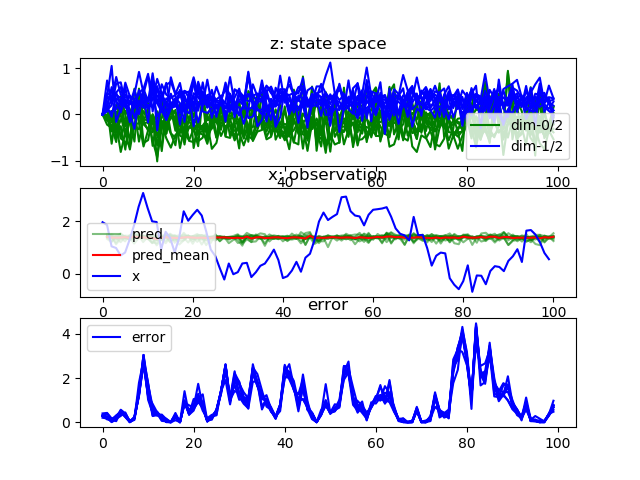 z: state space
1
0
−1
dim-0/2
dim-1/2
0 20 40 60 80 100
x: observation
2
0
pred
pred_mean
x
0 20 40 60 80 100
error
4
2
0
error
0 20 40 60 80 100